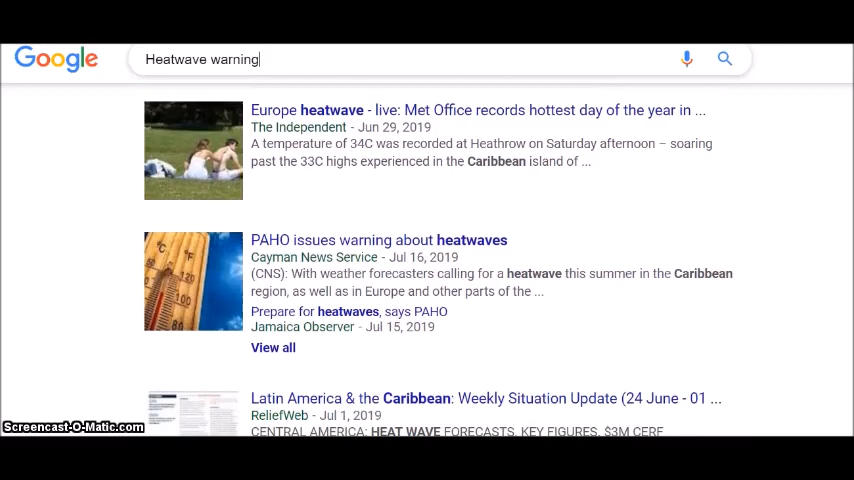 Google
Heatwave warning
Europe heatwave - live: Met Office records hottest day of the year in ...
The Independent - Jun 29, 2019
A temperature of 34C was recorded at Heathrow on Saturday afternoon – soaring
past the 33C highs experienced in the Caribbean island of ...
PAHO issues warning about heatwaves
Cayman News Service - Jul 16, 2019
(CNS): With weather forecasters calling for a heatwave this summer in the Caribbean
region, as well as in Europe and other parts of the ...
Prepare for heatwaves, says PAHO
Jamaica Observer - Jul 15, 2019
View all
°C °F
120
100
80
Latin America & the Caribbean: Weekly Situation Update (24 June - 01 ...
ReliefWeb - Jul 1, 2019
CENTRAL AMERICA: HEAT WAVE FORECASTS. KEY FIGURES. $3M CERF
Screencast-O-Matic.com